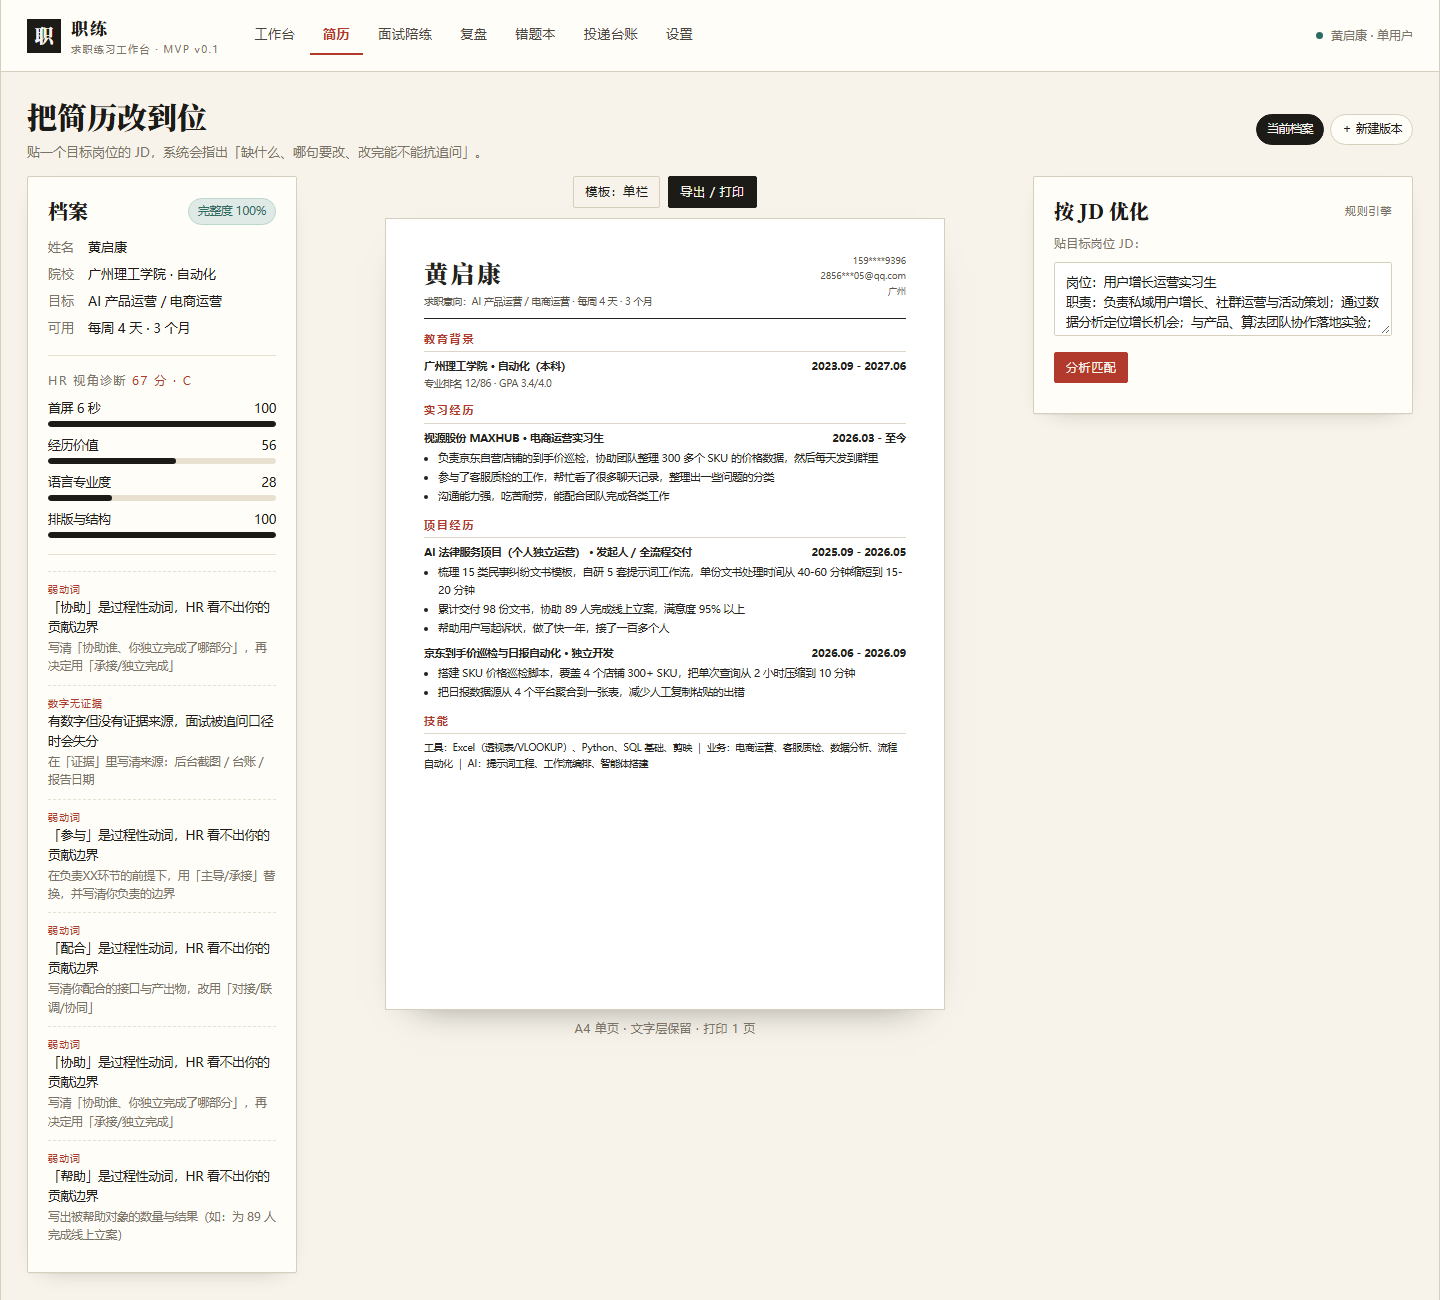 职
职练
求职练习工作台 · MVP v0.1
工作台
简历
面试陪练
复盘
错题本
投递台账
设置
黄启康 · 单用户
把简历改到位
贴一个目标岗位的 JD，系统会指出「缺什么、哪句要改、改完能不能抗追问」。
当前档案
+ 新建版本
档案
完整度 100%
姓名 黄启康
院校 广州理工学院 · 自动化
目标 AI 产品运营 / 电商运营
可用 每周 4 天 · 3 个月
HR 视角诊断 67 分 · C
首屏 6 秒 100
经历价值 56
语言专业度 28
排版与结构 100
弱动词
「协助」是过程性动词，HR 看不出你的
贡献边界
写清「协助谁、你独立完成了哪部分」，再
决定用「承接/独立完成」
数字无证据
有数字但没有证据来源，面试被追问口径
时会失分
在「证据」里写清来源：后台截图 / 台账 /
报告日期
弱动词
「参与」是过程性动词，HR 看不出你的
贡献边界
在负责XX环节的前提下，用「主导/承接」替
换，并写清你负责的边界
弱动词
「配合」是过程性动词，HR 看不出你的
贡献边界
写清你配合的接口与产出物，改用「对接/联
调/协同」
弱动词
「协助」是过程性动词，HR 看不出你的
贡献边界
写清「协助谁、你独立完成了哪部分」，再
决定用「承接/独立完成」
弱动词
「帮助」是过程性动词，HR 看不出你的
贡献边界
写出被帮助对象的数量与结果（如：为 89 人
完成线上立案）
模板：单栏
导出 / 打印
黄启康
求职意向：AI 产品运营 / 电商运营 · 每周 4 天 · 3 个月
159****9396
2856***05@qq.com
广州
教育背景
广州理工学院 • 自动化（本科） 2023.09 - 2027.06
专业排名 12/86 · GPA 3.4/4.0
实习经历
视源股份 MAXHUB • 电商运营实习生 2026.03 - 至今
• 负责京东自营店铺的到手价巡检，协助团队整理 300 多个 SKU 的价格数据，然后每天发到群里
• 参与了客服质检的工作，帮忙看了很多聊天记录，整理出一些问题的分类
• 沟通能力强，吃苦耐劳，能配合团队完成各类工作
项目经历
AI 法律服务项目（个人独立运营） • 发起人 / 全流程交付 2025.09 - 2026.05
• 梳理 15 类民事纠纷文书模板，自研 5 套提示词工作流，单份文书处理时间从 40-60 分钟缩短到 15-
20 分钟
• 累计交付 98 份文书，协助 89 人完成线上立案，满意度 95% 以上
• 帮助用户写起诉状，做了快一年，接了一百多个人
京东到手价巡检与日报自动化 • 独立开发 2026.06 - 2026.09
• 搭建 SKU 价格巡检脚本，覆盖 4 个店铺 300+ SKU，把单次查询从 2 小时压缩到 10 分钟
• 把日报数据源从 4 个平台聚合到一张表，减少人工复制粘贴的出错
技能
工具：Excel（透视表/VLOOKUP）、Python、SQL 基础、剪映 ｜ 业务：电商运营、客服质检、数据分析、流程
自动化 ｜ AI：提示词工程、工作流编排、智能体搭建
A4 单页 · 文字层保留 · 打印 1 页
按 JD 优化
规则引擎
贴目标岗位 JD：
岗位：用户增长运营实习生
职责：负责私域用户增长、社群运营与活动策划；通过数
据分析定位增长机会；与产品、算法团队协作落地实验；
分析匹配